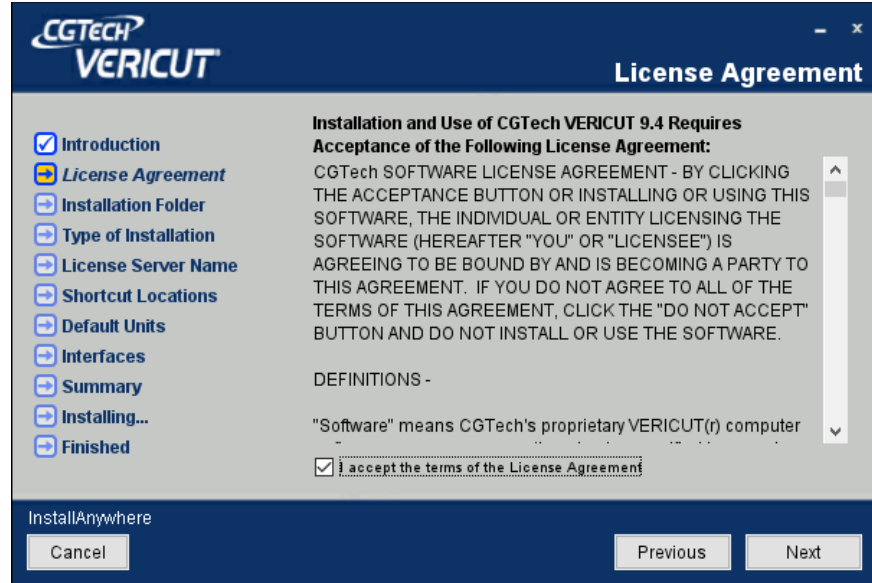 CGTECH
VERICUT
License Agreement
Introduction
License Agreement
Installation Folder
Type of Installation
License Server Name
Shortcut Locations
Default Units
Interfaces
Summary
Installing...
Finished
Installation and Use of CGTech VERICUT 9.4 Requires
Acceptance of the Following License Agreement:
CGTech SOFTWARE LICENSE AGREEMENT - BY CLICKING
THE ACCEPTANCE BUTTON OR INSTALLING OR USING THIS
SOFTWARE, THE INDIVIDUAL OR ENTITY LICENSING THE
SOFTWARE (HEREAFTER "YOU" OR "LICENSEE") IS
AGREEING TO BE BOUND BY AND IS BECOMING A PARTY TO
THIS AGREEMENT.  IF YOU DO NOT AGREE TO ALL OF THE
TERMS OF THIS AGREEMENT, CLICK THE "DO NOT ACCEPT"
BUTTON AND DO NOT INSTALL OR USE THE SOFTWARE.
DEFINITIONS -
"Software" means CGTech's proprietary VERICUT(r) computer
I accept the terms of the License Agreement
InstallAnywhere
Cancel
Previous
Next